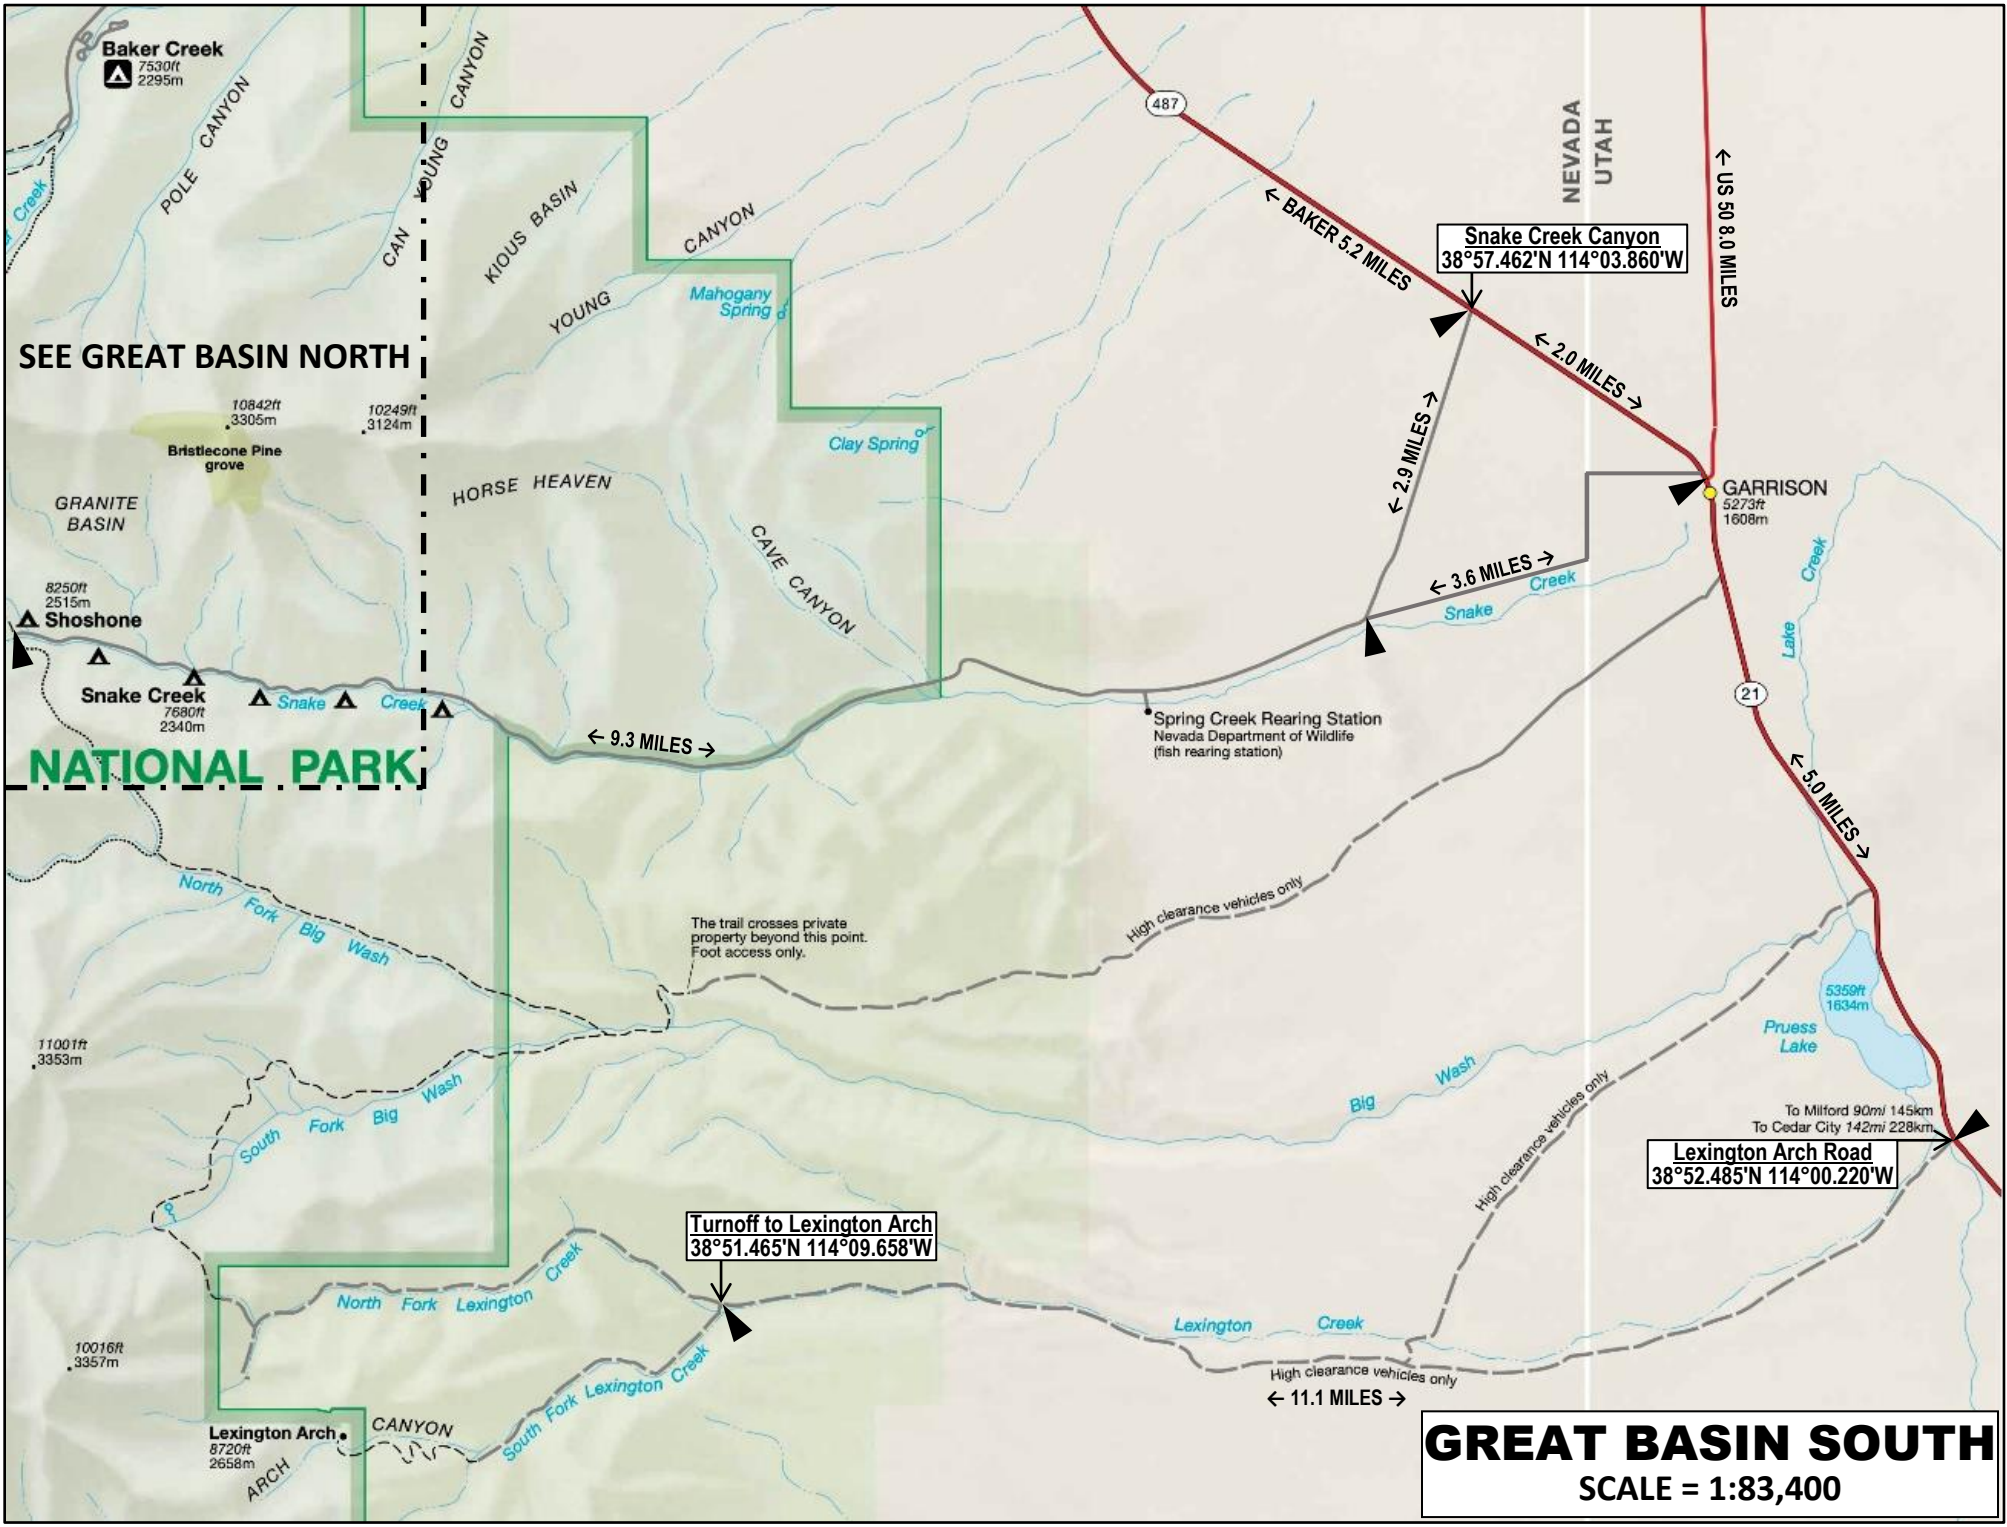 Baker Creek
7530ft
2295m
POLE CANYON
CAN YOUNG CANYON
KIOUS BASIN
YOUNG CANYON
Mahogany
Spring
Creek
487
NEVADA
UTAH
← US 50 8.0 MILES
← BAKER 5.2 MILES
Snake Creek Canyon
38°57.462'N 114°03.860'W
← 2.0 MILES →
← 2.9 MILES →
SEE GREAT BASIN NORTH
10842ft
3305m
10249ft
3124m
Bristlecone Pine
grove
Clay Spring
GRANITE
BASIN
HORSE HEAVEN
CAVE CANYON
GARRISON
5273ft
1608m
← 3.6 MILES →
Snake Creek
Lake Creek
8250ft
2515m
Shoshone
Snake Creek
7680ft
2340m
Snake Creek
← 9.3 MILES →
NATIONAL PARK
Spring Creek Rearing Station
Nevada Department of Wildlife
(fish rearing station)
21
← 5.0 MILES →
North Fork Big Wash
The trail crosses private
property beyond this point.
Foot access only.
High clearance vehicles only
5359ft
1634m
Pruess
Lake
11001ft
3353m
South Fork Big Wash
Big Wash
High clearance vehicles only
To Milford 90mi 145km
To Cedar City 142mi 228km
Lexington Arch Road
38°52.485'N 114°00.220'W
Turnoff to Lexington Arch
38°51.465'N 114°09.658'W
North Fork Lexington Creek
Lexington Creek
10016ft
3357m
South Fork Lexington Creek
High clearance vehicles only
← 11.1 MILES →
Lexington Arch
8720ft
2658m
ARCH CANYON
GREAT BASIN SOUTH
SCALE = 1:83,400